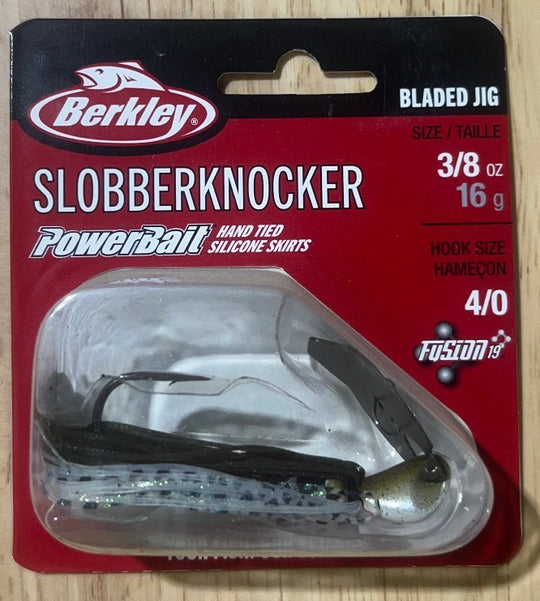 Berkley®
BLADED JIG
SIZE / TAILLE
3/8 oz
16 g
SLOBBERKNOCKER
PowerBait HAND TIED
SILICONE SKIRTS
HOOK SIZE
HAMEÇON
4/0
FUSION19